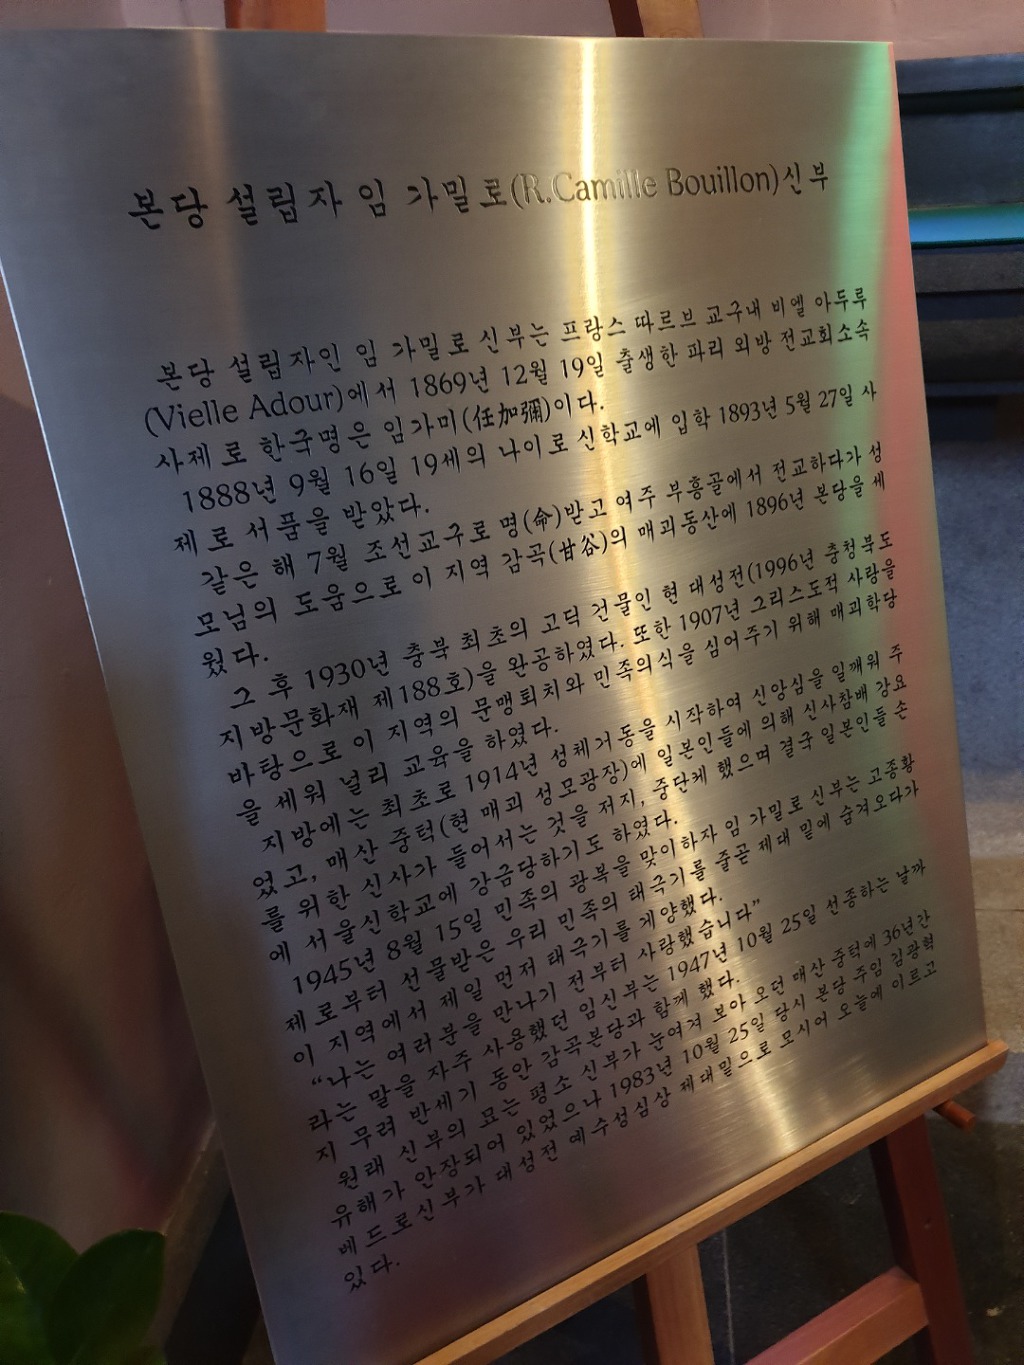 본당 설립자 임 가밀로(R.Camille Bouillon)신부
본당 설립자인 임 가밀로 신부는 프랑스 따르브 교구내 비엘 아두루
(Vielle Adour)에서 1869년 12월 19일 출생한 파리 외방 전교회소속
사제로 한국명은 임가미(任加彌)이다.
1888년 9월 16일 19세의 나이로 신학교에 입학 1893년 5월 27일 사
제로 서품을 받았다.
같은 해 7월 조선교구로 명(命)받고 여주 부흥골에서 전교하다가 성
모님의 도움으로 이 지역 감곡(甘谷)의 매괴동산에 1896년 본당을 세
웠다.
그 후 1930년 충북 최초의 고딕 건물인 현 대성전(1996년 충청북도
지방문화재 제188호)을 완공하였다. 또한 1907년 그리스도적 사랑을
바탕으로 이 지역의 문맹퇴치와 민족의식을 심어주기 위해 매괴학당
을 세워 널리 교육을 하였다.
지방에는 최초로 1914년 성체거동을 시작하여 신앙심을 일깨워 주
었고, 매산 중턱(현 매괴 성모광장)에 일본인들에 의해 신사참배 강요
를 위한 신사가 들어서는 것을 저지, 중단케 했으며 결국 일본인들 손
에 서울신학교에 강금당하기도 하였다.
1945년 8월 15일 민족의 광복을 맞이하자 임 가밀로 신부는 고종황
제로부터 선물받은 우리 민족의 태극기를 줄곧 제대 밑에 숨겨오다가
이 지역에서 제일 먼저 태극기를 게양했다.
“나는 여러분을 만나기 전부터 사랑했습니다”
라는 말을 자주 사용했던 임신부는 1947년 10월 25일 선종하는 날까
지 무려 반세기 동안 감곡본당과 함께 했다.
원래 신부의 묘는 평소 신부가 눈여겨 보아 오던 매산 중턱에 36년간
유해가 안장되어 있었으나 1983년 10월 25일 당시 본당 주임 김광혁
베드로신부가 대성전 예수성심상 제대밑으로 모시어 오늘에 이르고
있다.